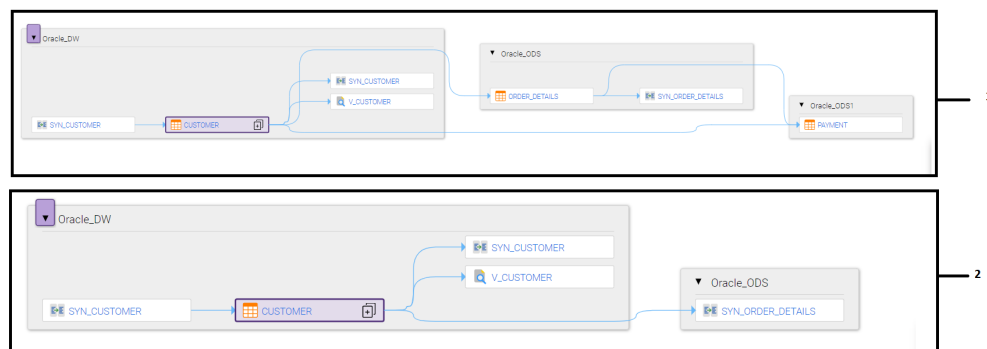 Oracle_DW
Oracle_ODS
SYN_CUSTOMER
V_CUSTOMER
ORDER_DETAILS
SYN_ORDER_DETAILS
Oracle_ODS1
SYN_CUSTOMER
CUSTOMER
PAYMENT
Oracle_DW
SYN_CUSTOMER
V_CUSTOMER
Oracle_ODS
SYN_CUSTOMER
CUSTOMER
SYN_ORDER_DETAILS
2